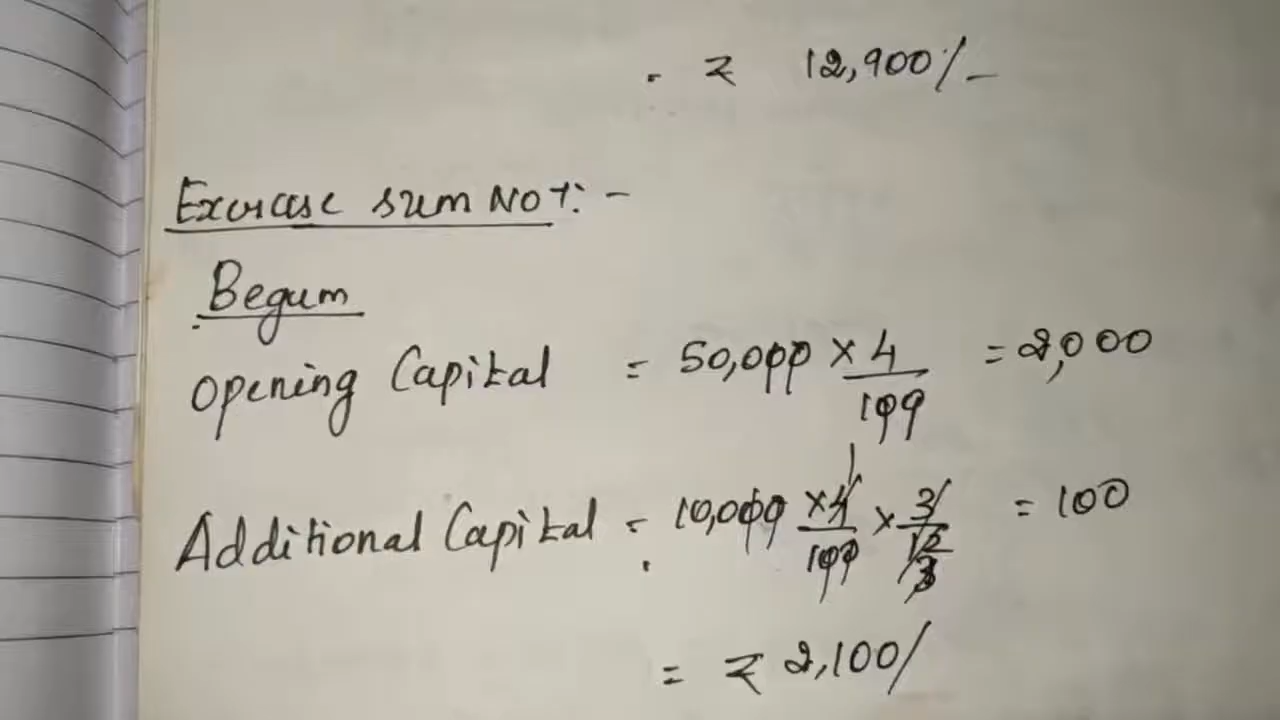 . ₹ 12,900/-
Exercise sum No 7:-
Begum
Opening Capital = 50,000 × 4/100 = 2,000
Additional Capital = 10,000 × 4/100 × 3/12 = 100
= ₹ 2,100/